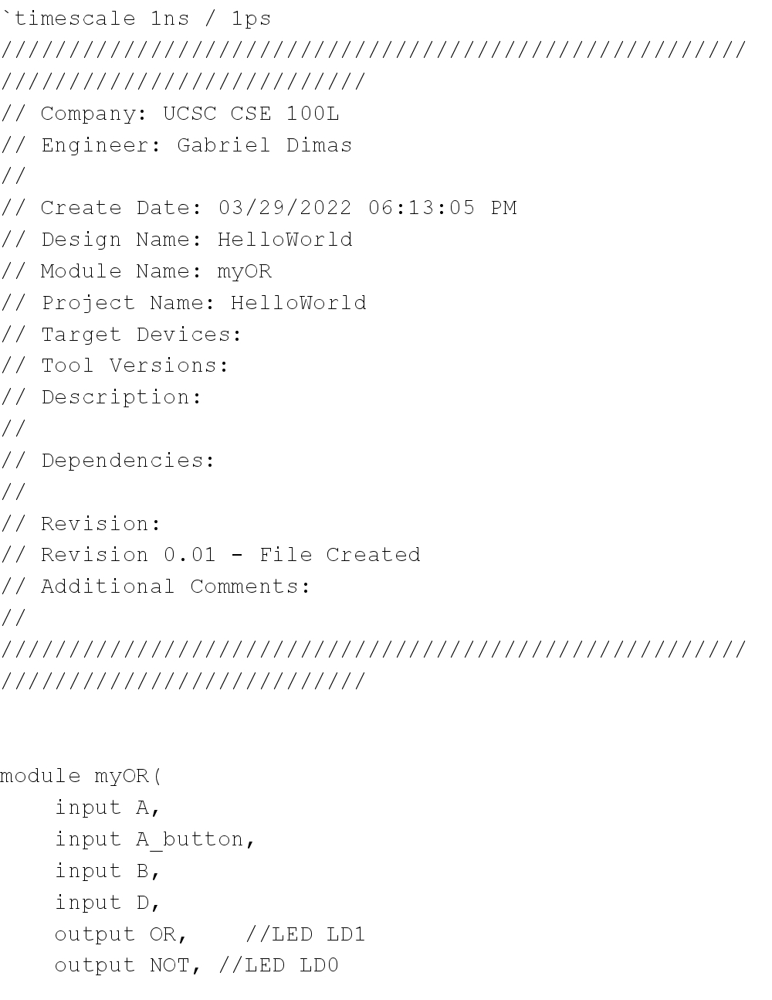 `timescale 1ns / 1ps
///////////////////////////////////////////////////////
///////////////////////////
// Company: UCSC CSE 100L
// Engineer: Gabriel Dimas
//
// Create Date: 03/29/2022 06:13:05 PM
// Design Name: HelloWorld
// Module Name: myOR
// Project Name: HelloWorld
// Target Devices:
// Tool Versions:
// Description:
//
// Dependencies:
//
// Revision:
// Revision 0.01 - File Created
// Additional Comments:
//
///////////////////////////////////////////////////////
///////////////////////////
module myOR(
    input A,
    input A_button,
    input B,
    input D,
    output OR,    //LED LD1
    output NOT, //LED LD0